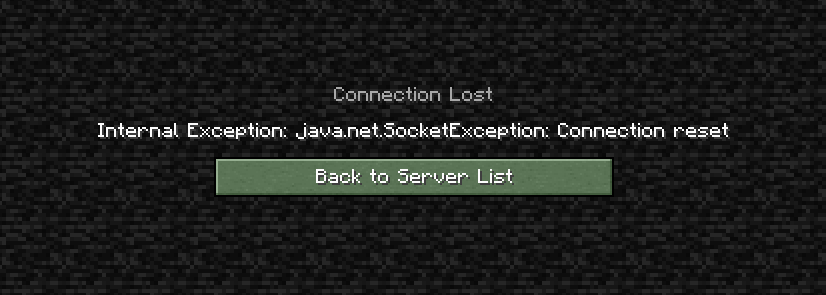 Connection Lost
Internal Exception: java.net.SocketException: Connection reset
Back to Server List